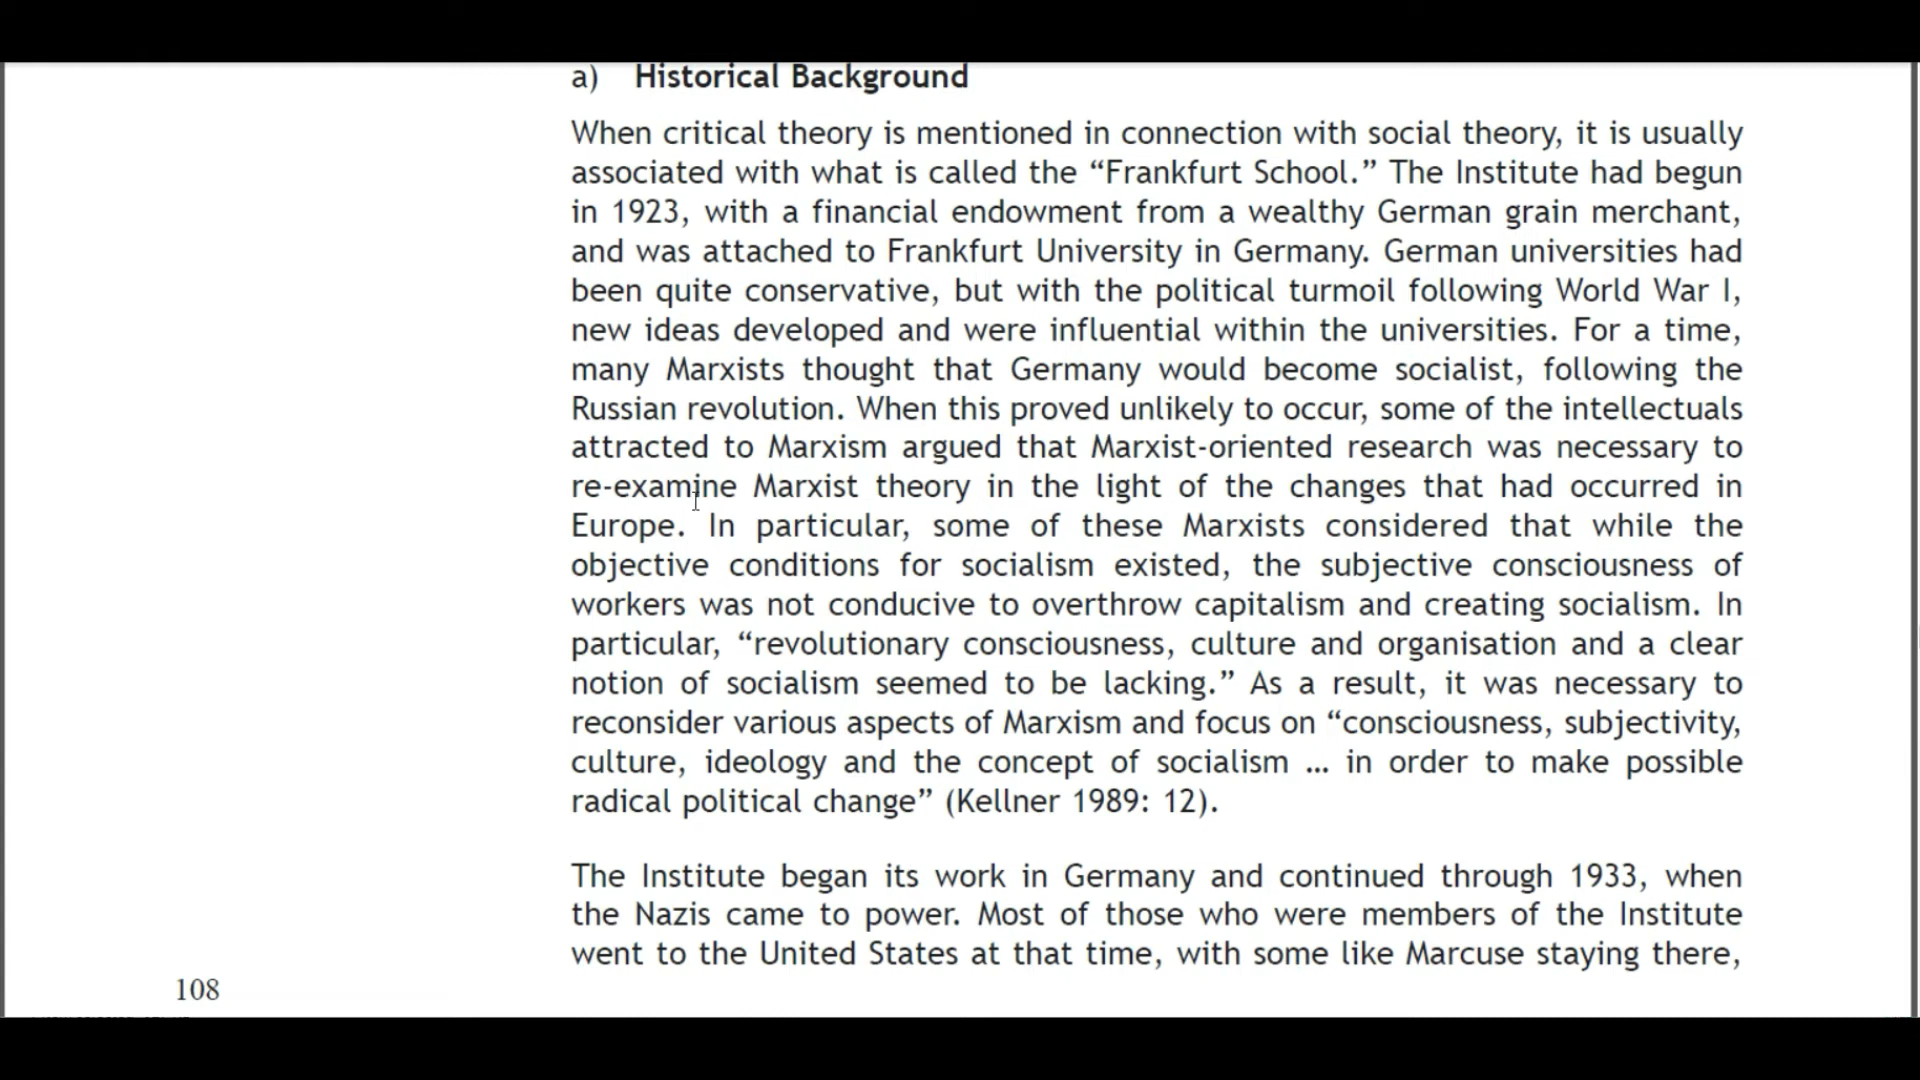 a) Historical Background
When critical theory is mentioned in connection with social theory, it is usually
associated with what is called the “Frankfurt School.” The Institute had begun
in 1923, with a financial endowment from a wealthy German grain merchant,
and was attached to Frankfurt University in Germany. German universities had
been quite conservative, but with the political turmoil following World War I,
new ideas developed and were influential within the universities. For a time,
many Marxists thought that Germany would become socialist, following the
Russian revolution. When this proved unlikely to occur, some of the intellectuals
attracted to Marxism argued that Marxist-oriented research was necessary to
re-examine Marxist theory in the light of the changes that had occurred in
Europe. In particular, some of these Marxists considered that while the
objective conditions for socialism existed, the subjective consciousness of
workers was not conducive to overthrow capitalism and creating socialism. In
particular, “revolutionary consciousness, culture and organisation and a clear
notion of socialism seemed to be lacking.” As a result, it was necessary to
reconsider various aspects of Marxism and focus on “consciousness, subjectivity,
culture, ideology and the concept of socialism … in order to make possible
radical political change” (Kellner 1989: 12).
The Institute began its work in Germany and continued through 1933, when
the Nazis came to power. Most of those who were members of the Institute
went to the United States at that time, with some like Marcuse staying there,
108